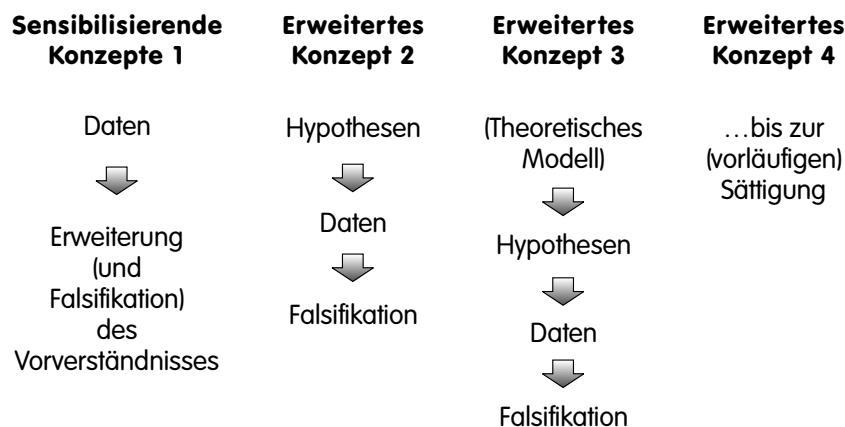 Sensibilisierende
Konzepte 1
Daten
Erweiterung
(und
Falsifikation)
des
Vorverständnisses
Erweitertes
Konzept 2
Hypothesen
Daten
Falsifikation
Erweitertes
Konzept 3
(Theoretisches
Modell)
Hypothesen
Daten
Falsifikation
Erweitertes
Konzept 4
…bis zur
(vorläufigen)
Sättigung